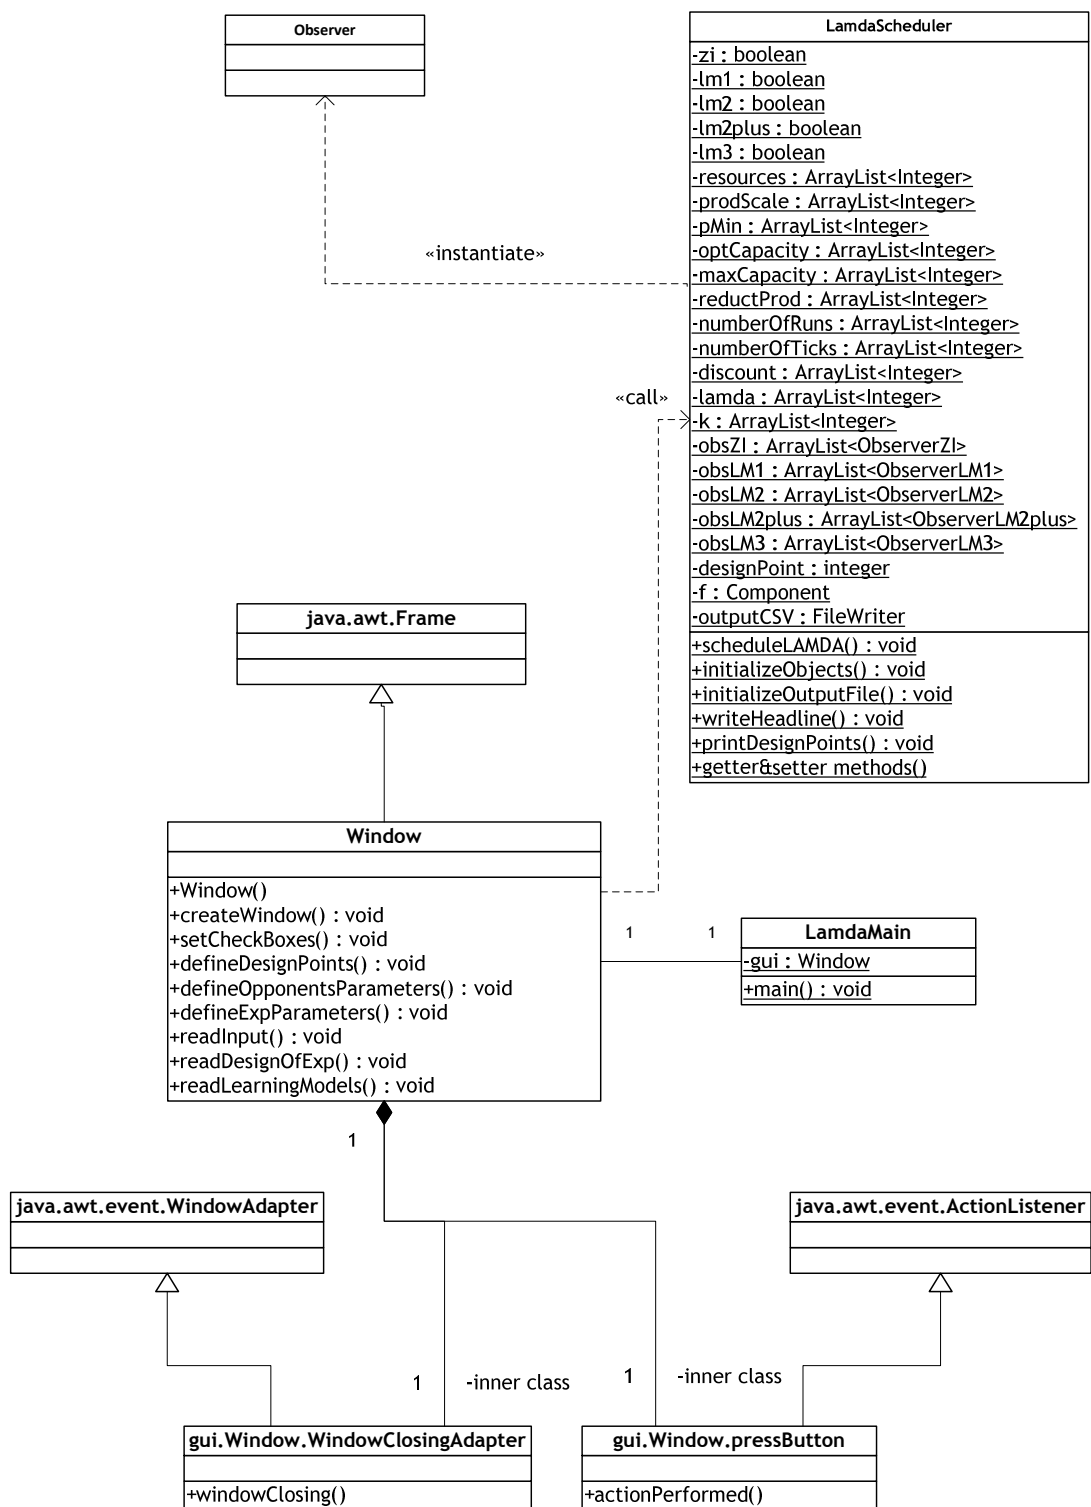 Observer
LamdaScheduler
-zi : boolean
-lm1 : boolean
-lm2 : boolean
-lm2plus : boolean
-lm3 : boolean
-resources : ArrayList<Integer>
-prodScale : ArrayList<Integer>
-pMin : ArrayList<Integer>
-optCapacity : ArrayList<Integer>
-maxCapacity : ArrayList<Integer>
-reductProd : ArrayList<Integer>
-numberOfRuns : ArrayList<Integer>
-numberOfTicks : ArrayList<Integer>
-discount : ArrayList<Integer>
-lamda : ArrayList<Integer>
-k : ArrayList<Integer>
-obsZI : ArrayList<ObserverZI>
-obsLM1 : ArrayList<ObserverLM1>
-obsLM2 : ArrayList<ObserverLM2>
-obsLM2plus : ArrayList<ObserverLM2plus>
-obsLM3 : ArrayList<ObserverLM3>
-designPoint : integer
-f : Component
-outputCSV : FileWriter
+scheduleLAMDA() : void
+initializeObjects() : void
+initializeOutputFile() : void
+writeHeadline() : void
+printDesignPoints() : void
+getter&setter methods()
«instantiate»
«call»
java.awt.Frame
Window
+Window()
+createWindow() : void
+setCheckBoxes() : void
+defineDesignPoints() : void
+defineOpponentsParameters() : void
+defineExpParameters() : void
+readInput() : void
+readDesignOfExp() : void
+readLearningModels() : void
1 1
LamdaMain
-gui : Window
+main() : void
1
java.awt.event.WindowAdapter
java.awt.event.ActionListener
1 -inner class
1 -inner class
gui.Window.WindowClosingAdapter
+windowClosing()
gui.Window.pressButton
+actionPerformed()